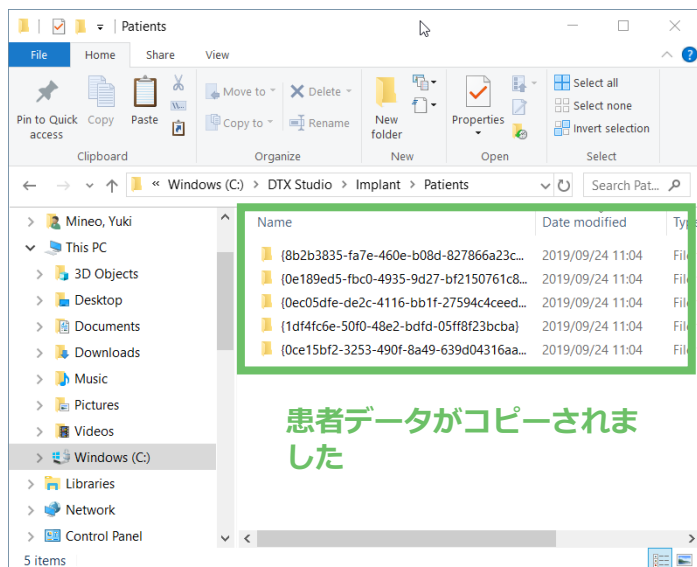 Patients
File Home Share View
Pin to Quick access
Copy
Paste
Move to
Copy to
Delete
Rename
New folder
Properties
Select all
Select none
Invert selection
Clipboard Organize New Open Select
« Windows (C:) > DTX Studio > Implant > Patients
Search Pat...
Mineo, Yuki
This PC
3D Objects
Desktop
Documents
Downloads
Music
Pictures
Videos
Windows (C:)
Libraries
Network
Control Panel
Name Date modified Type
{8b2b3835-fa7e-460e-b08d-827866a23c... 2019/09/24 11:04 File
{0e189ed5-fbc0-4935-9d27-bf2150761c8... 2019/09/24 11:04 File
{0ec05dfe-de2c-4116-bb1f-27594c4ceed... 2019/09/24 11:04 File
{1df4fc6e-50f0-48e2-bdfd-05ff8f23bcba} 2019/09/24 11:04 File
{0ce15bf2-3253-490f-8a49-639d04316aa... 2019/09/24 11:04 File
患者データがコピーされま
した
5 items